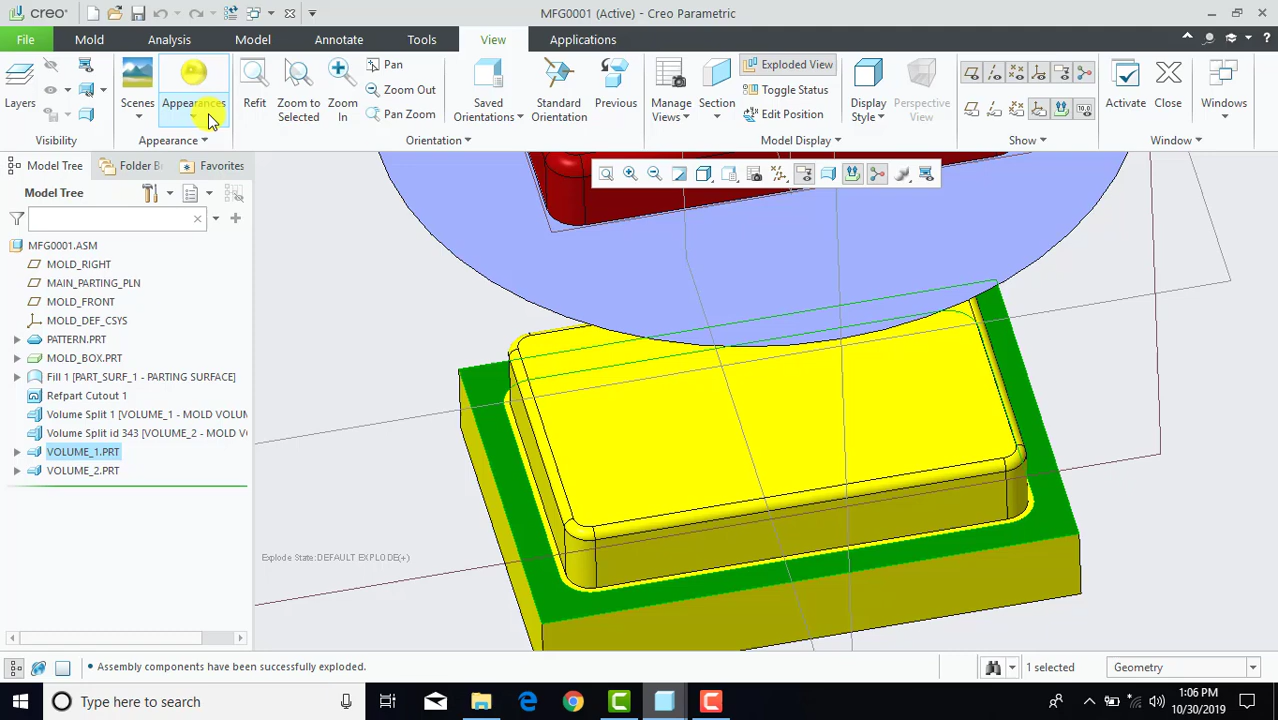 creo
MFG0001 (Active) - Creo Parametric
File
Mold
Analysis
Model
Annotate
Tools
View
Applications
Layers
Visibility
Scenes
Appearances
Appearance
Refit
Zoom to Selected
Zoom In
Pan
Zoom Out
Pan Zoom
Saved Orientations
Standard Orientation
Previous
Orientation
Manage Views
Section
Exploded View
Toggle Status
Edit Position
Model Display
Display Style
Perspective View
Show
Activate
Close
Windows
Window
Model Tree
Folder B
Favorites
Model Tree
MFG0001.ASM
MOLD_RIGHT
MAIN_PARTING_PLN
MOLD_FRONT
MOLD_DEF_CSYS
PATTERN.PRT
MOLD_BOX.PRT
Fill 1 [PART_SURF_1 - PARTING SURFACE]
Refpart Cutout 1
Volume Split 1 [VOLUME_1 - MOLD VOLUM
Volume Split id 343 [VOLUME_2 - MOLD V
VOLUME_1.PRT
VOLUME_2.PRT
Explode State:DEFAULT EXPLODE(+)
Assembly components have been successfully exploded.
1 selected
Geometry
Type here to search
1:06 PM
10/30/2019